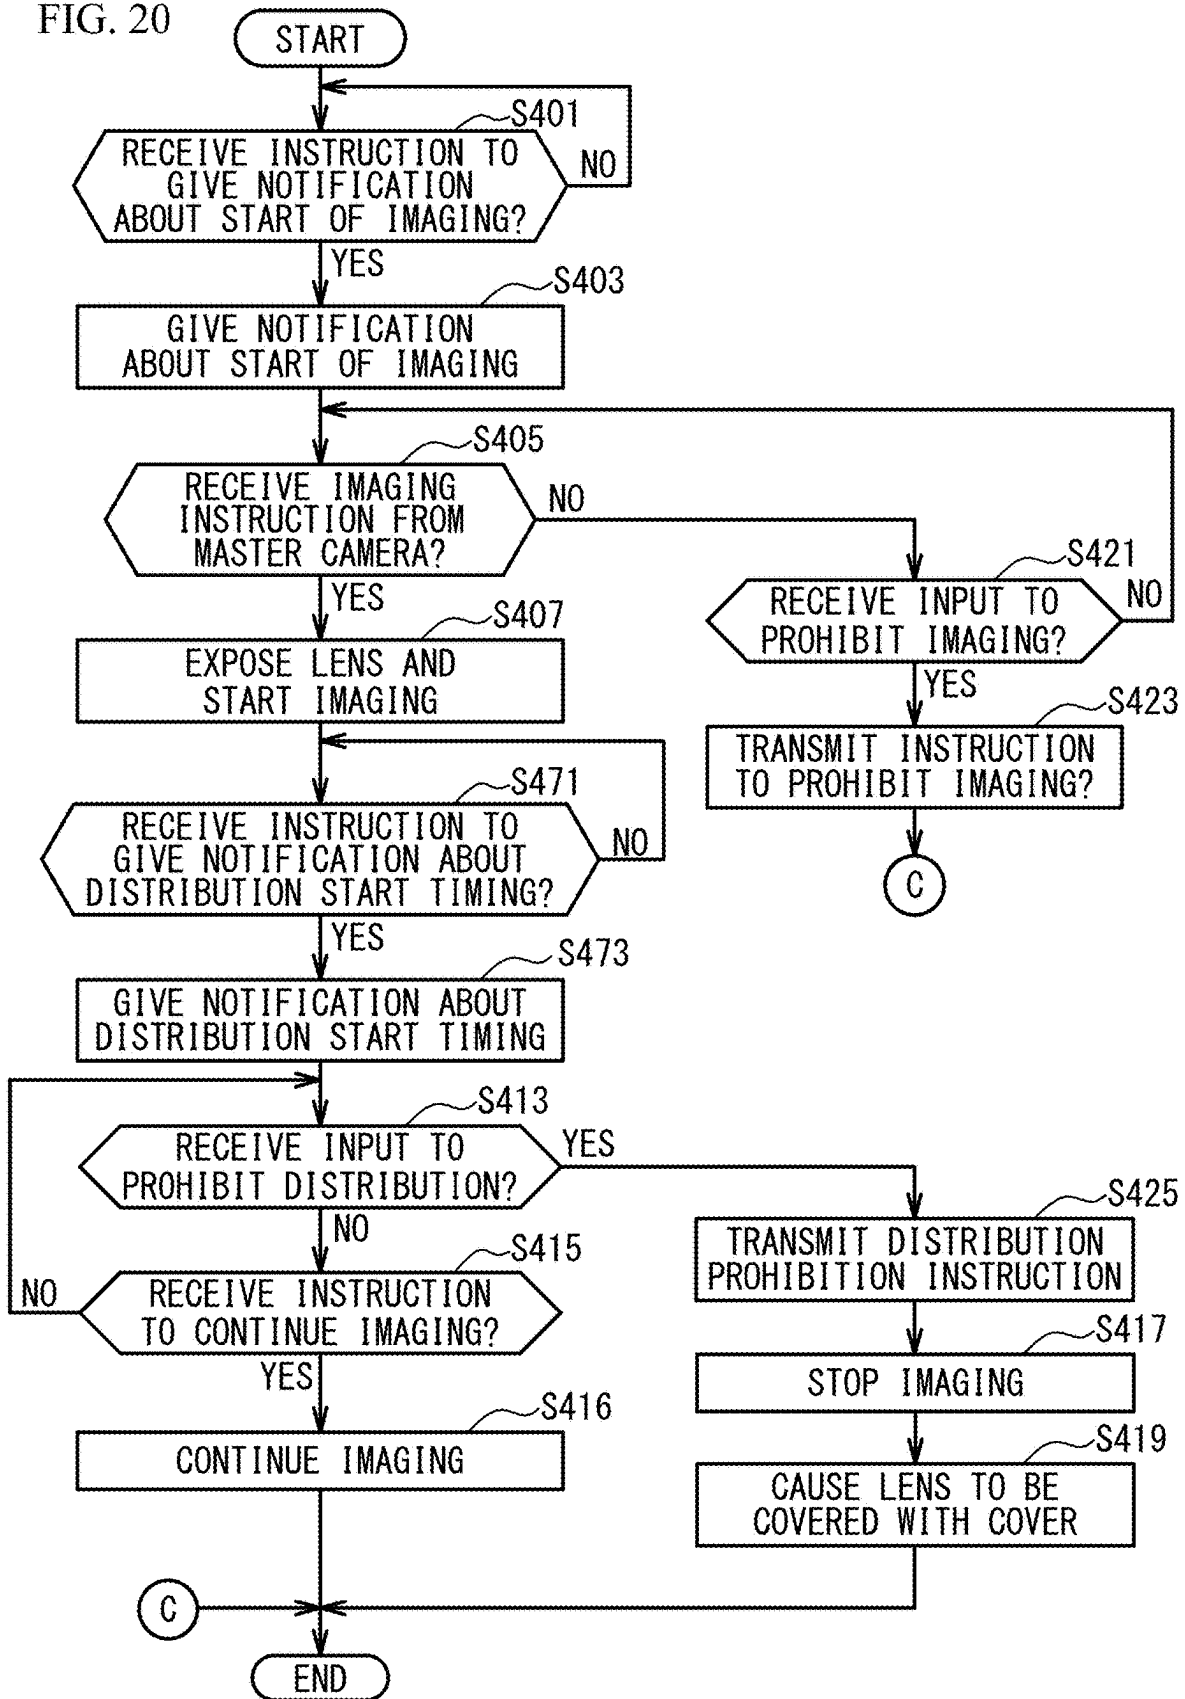 FIG. 20
START
S401
RECEIVE INSTRUCTION TO
GIVE NOTIFICATION
ABOUT START OF IMAGING?
NO
YES
S403
GIVE NOTIFICATION
ABOUT START OF IMAGING
S405
RECEIVE IMAGING
INSTRUCTION FROM
MASTER CAMERA?
NO
YES
S421
RECEIVE INPUT TO
PROHIBIT IMAGING?
NO
YES
S423
TRANSMIT INSTRUCTION
TO PROHIBIT IMAGING?
C
S407
EXPOSE LENS AND
START IMAGING
S471
RECEIVE INSTRUCTION TO
GIVE NOTIFICATION ABOUT
DISTRIBUTION START TIMING?
NO
YES
S473
GIVE NOTIFICATION ABOUT
DISTRIBUTION START TIMING
S413
RECEIVE INPUT TO
PROHIBIT DISTRIBUTION?
YES
NO
S415
RECEIVE INSTRUCTION
TO CONTINUE IMAGING?
NO
YES
S416
CONTINUE IMAGING
S425
TRANSMIT DISTRIBUTION
PROHIBITION INSTRUCTION
S417
STOP IMAGING
S419
CAUSE LENS TO BE
COVERED WITH COVER
C
END